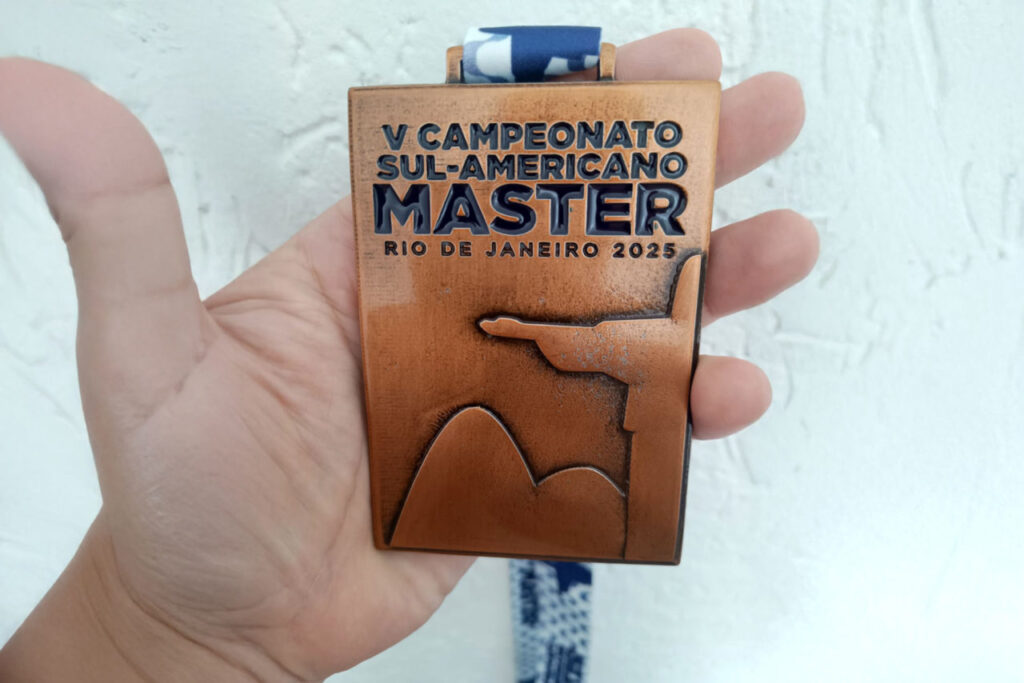 V CAMPEONATO
SUL-AMERICANO
MASTER
RIO DE JANEIRO 2025